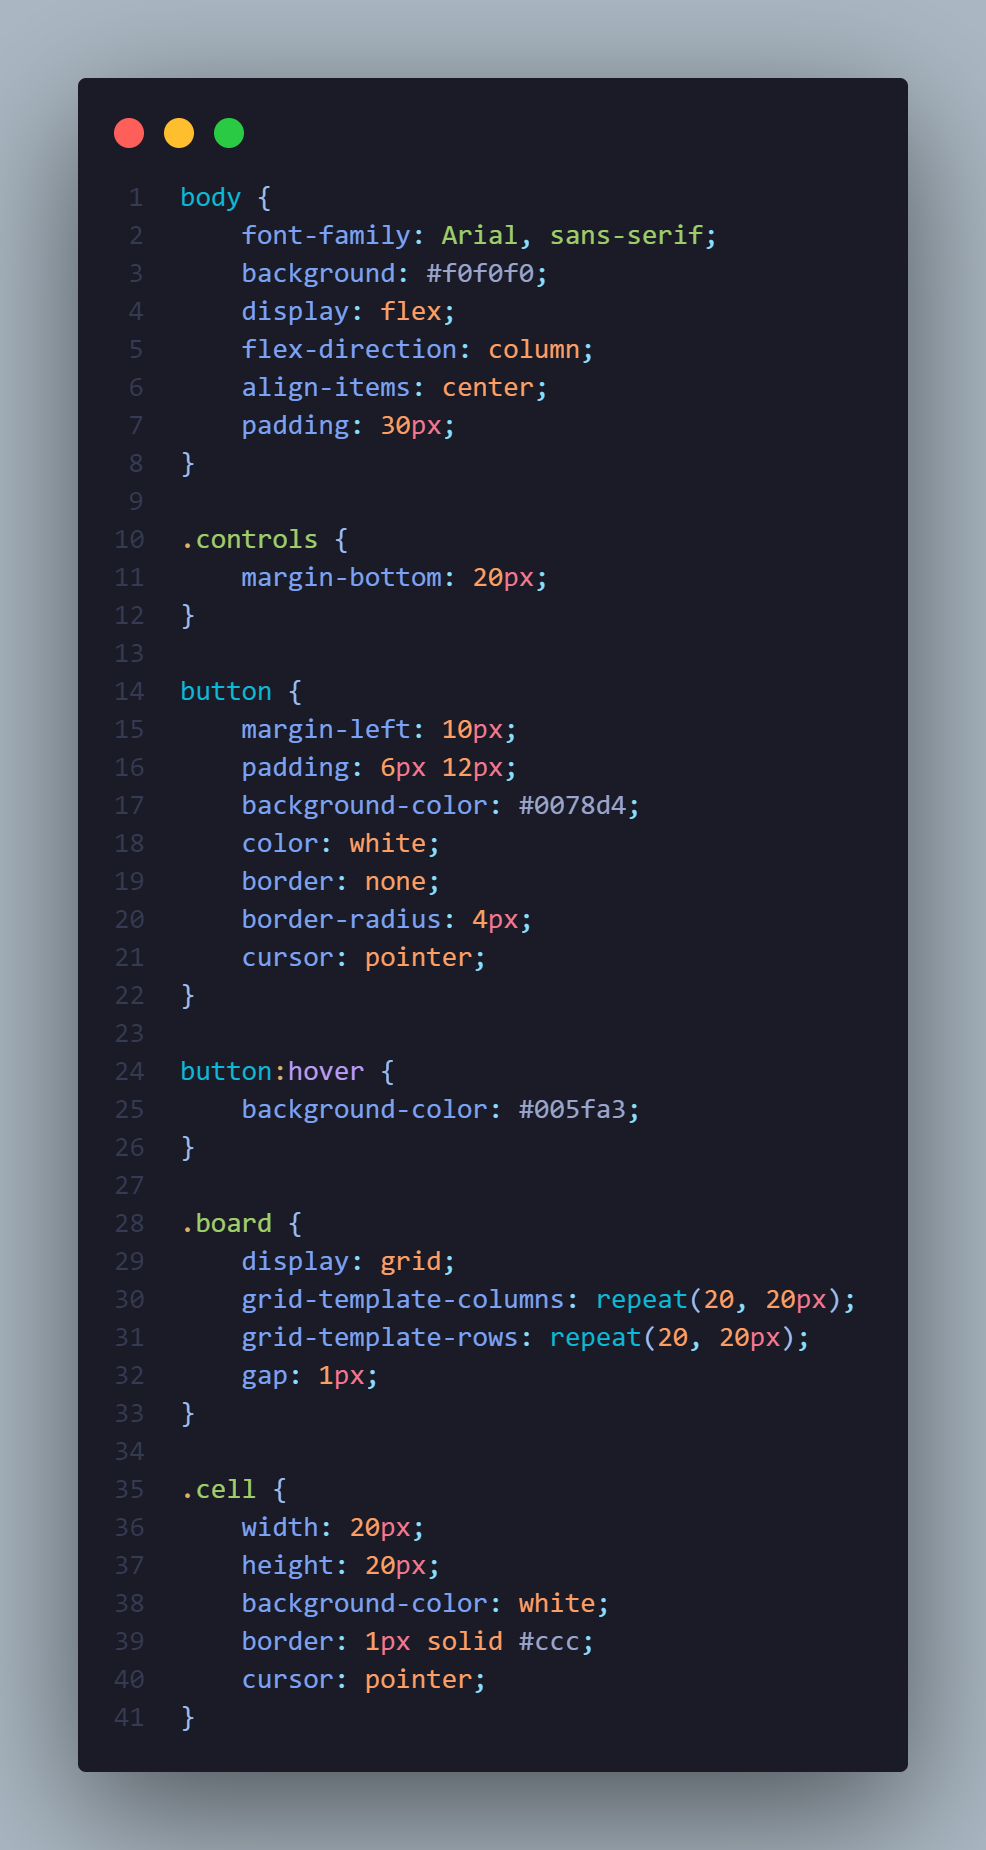 1 body {
2     font-family: Arial, sans-serif;
3     background: #f0f0f0;
4     display: flex;
5     flex-direction: column;
6     align-items: center;
7     padding: 30px;
8 }
9
10 .controls {
11     margin-bottom: 20px;
12 }
13
14 button {
15     margin-left: 10px;
16     padding: 6px 12px;
17     background-color: #0078d4;
18     color: white;
19     border: none;
20     border-radius: 4px;
21     cursor: pointer;
22 }
23
24 button:hover {
25     background-color: #005fa3;
26 }
27
28 .board {
29     display: grid;
30     grid-template-columns: repeat(20, 20px);
31     grid-template-rows: repeat(20, 20px);
32     gap: 1px;
33 }
34
35 .cell {
36     width: 20px;
37     height: 20px;
38     background-color: white;
39     border: 1px solid #ccc;
40     cursor: pointer;
41 }